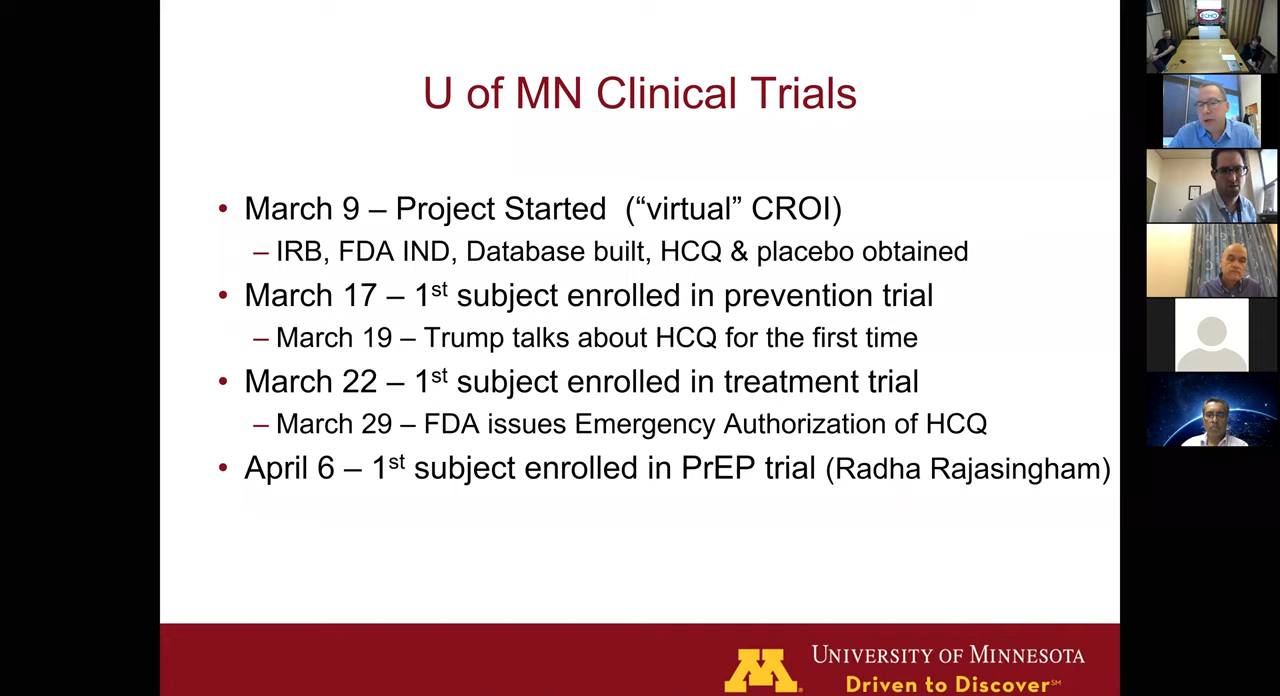 U of MN Clinical Trials
• March 9 – Project Started (“virtual” CROI)
– IRB, FDA IND, Database built, HCQ & placebo obtained
• March 17 – 1st subject enrolled in prevention trial
– March 19 – Trump talks about HCQ for the first time
• March 22 – 1st subject enrolled in treatment trial
– March 29 – FDA issues Emergency Authorization of HCQ
• April 6 – 1st subject enrolled in PrEP trial (Radha Rajasingham)
M
UNIVERSITY OF MINNESOTA
Driven to Discover℠
ECHO